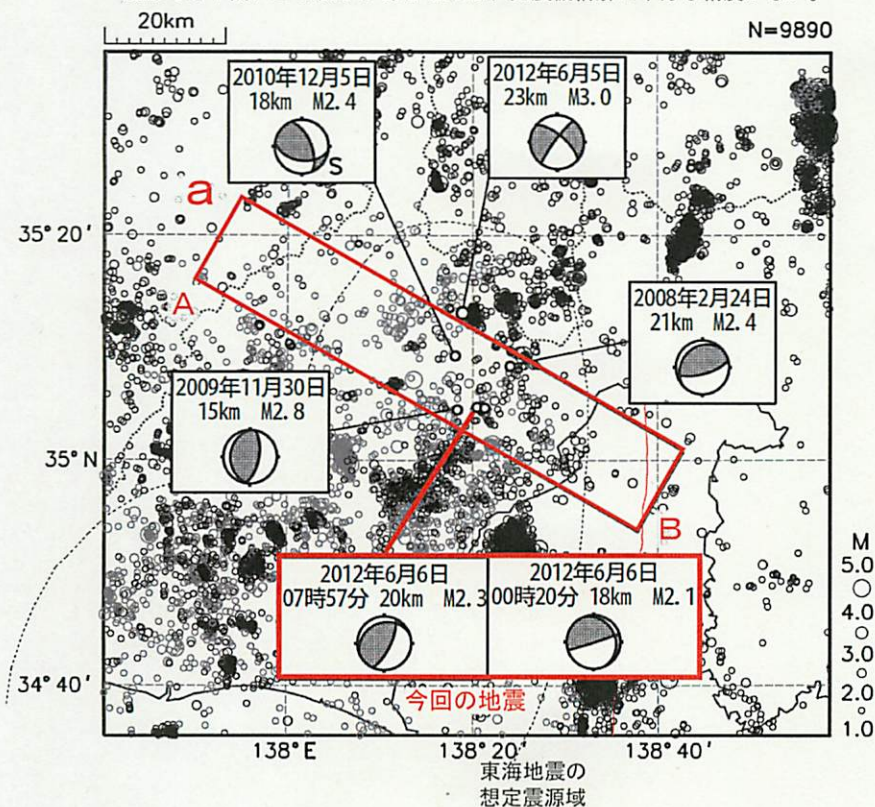 20km
N=9890
2010年12月5日
18km M2.4
S
2012年6月5日
23km M3.0
a
35°20′
A
2008年2月24日
21km M2.4
2009年11月30日
15km M2.8
35°N
B
M
5.0
4.0
3.0
2.0
1.0
2012年6月6日
07時57分 20km M2.3
2012年6月6日
00時20分 18km M2.1
34°40′
今回の地震
138°E
138°20′
138°40′
東海地震の
想定震源域